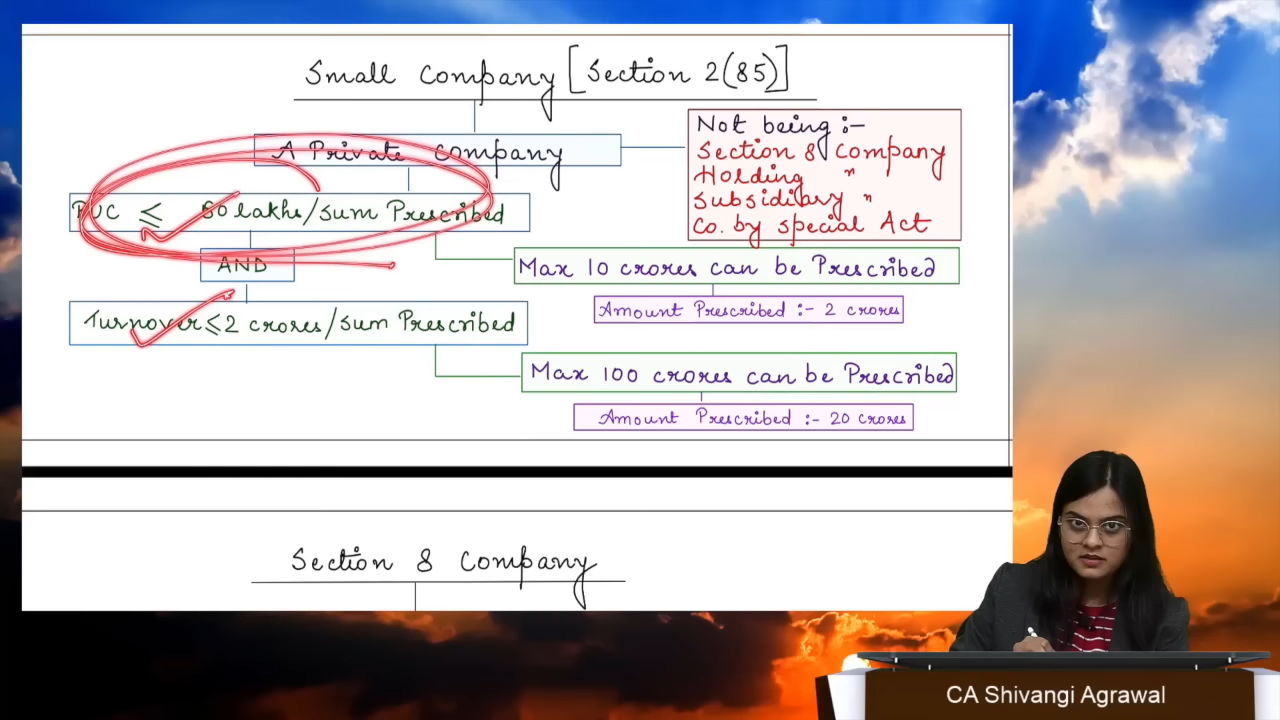 Small Company [Section 2(85)]
A Private Company
Not being :-
Section 8 Company
Holding "
Subsidiary "
Co. by special Act
PUC ≤ 50 lakhs/sum Prescribed
AND
Max 10 crores can be Prescribed
Amount Prescribed :- 2 crores
Turnover ≤ 2 crores/sum Prescribed
Max 100 crores can be Prescribed
Amount Prescribed :- 20 crores
Section 8 Company
CA Shivangi Agrawal